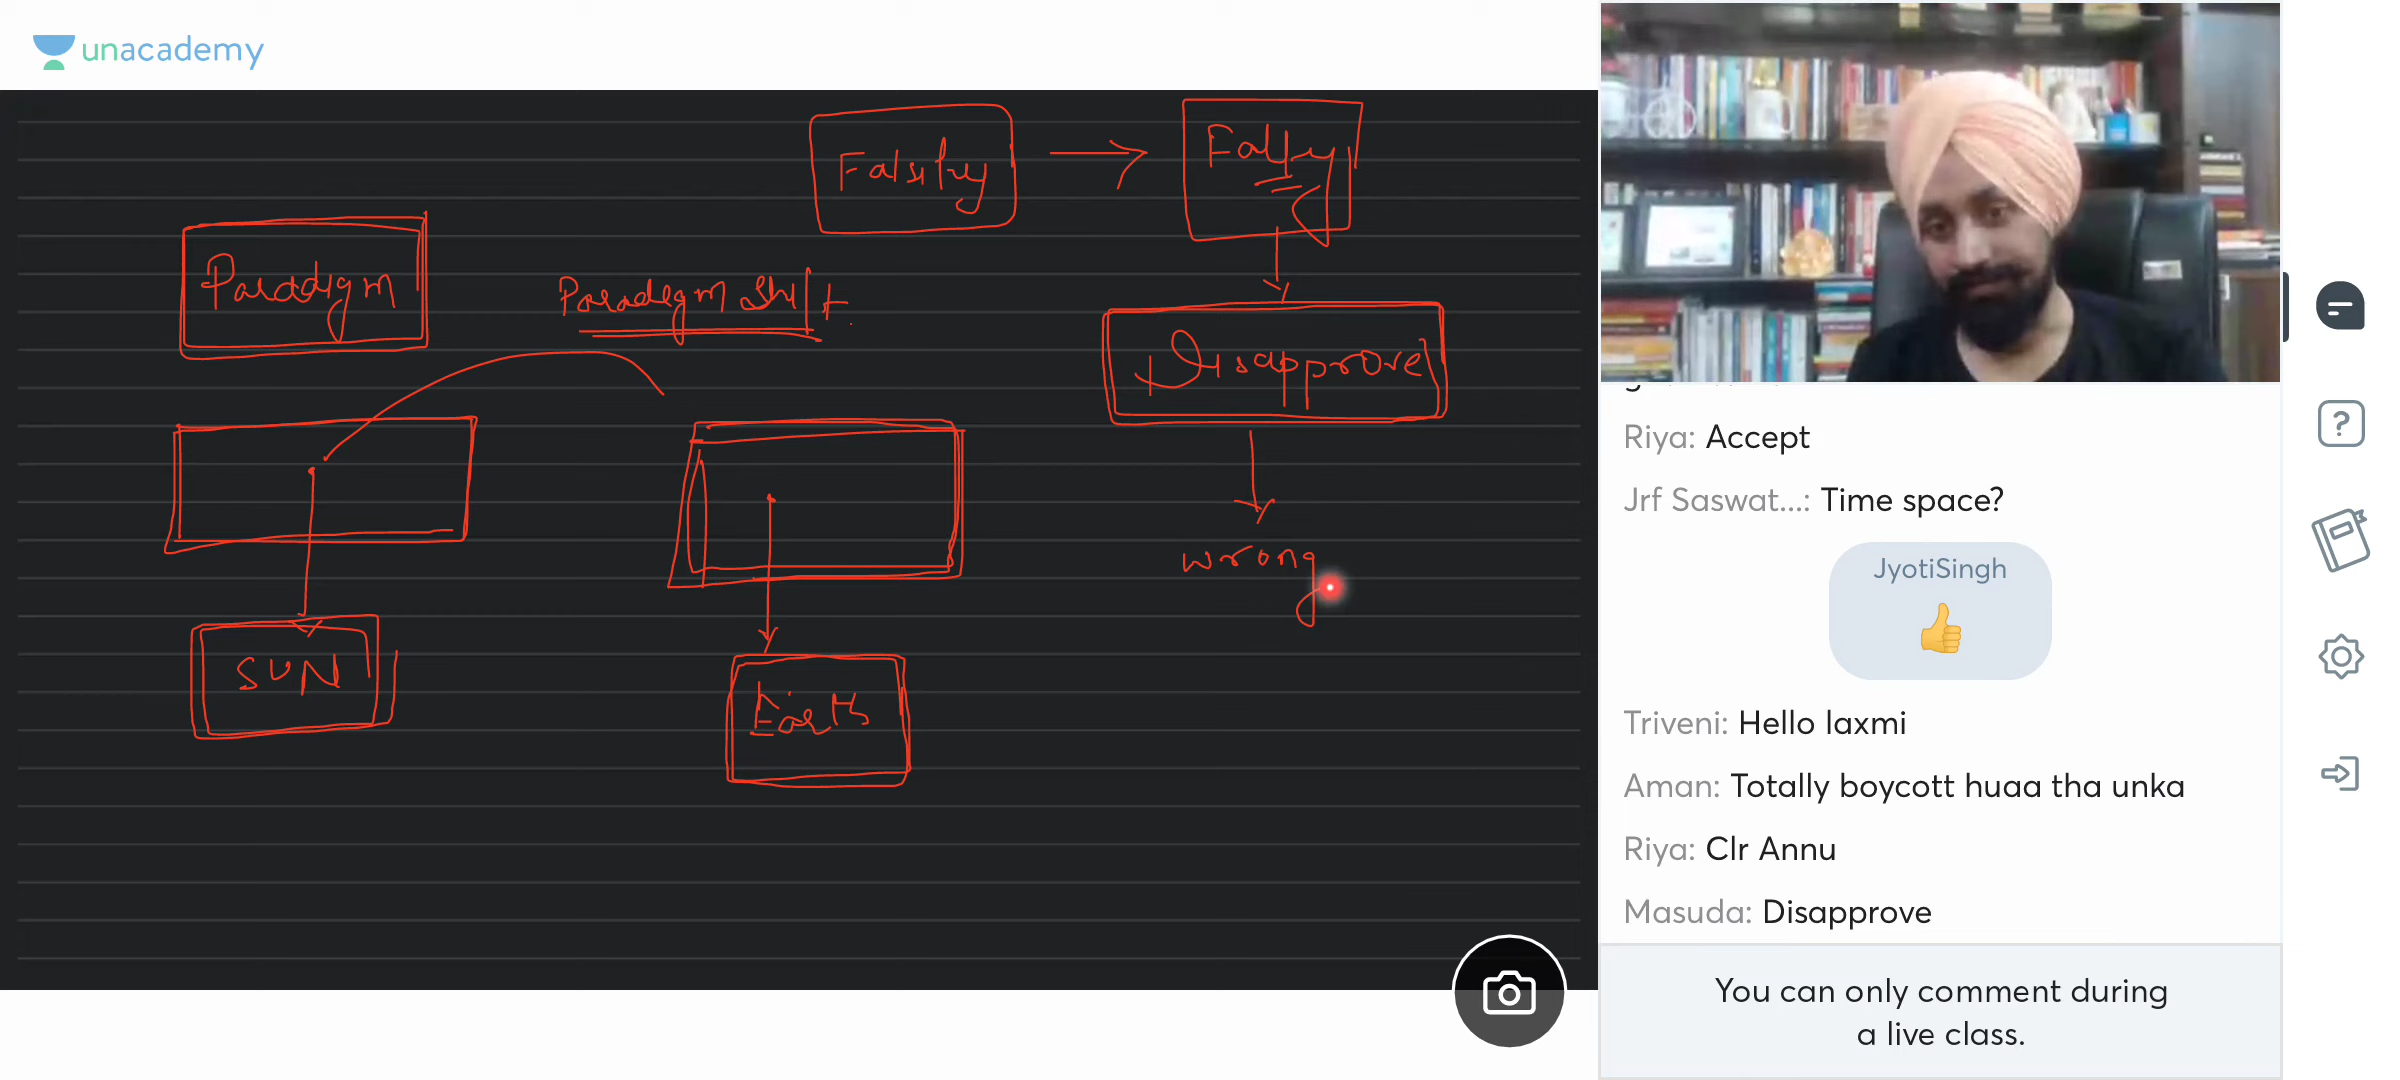 unacademy
Falsify
Paradigm
Paradigm Shift
Disapprove
wrong
SUN
Earth
Riya: Accept
Jrf Saswat...: Time space?
JyotiSingh
Triveni: Hello laxmi
Aman: Totally boycott huaa tha unka
Riya: Clr Annu
Masuda: Disapprove
You can only comment during
a live class.